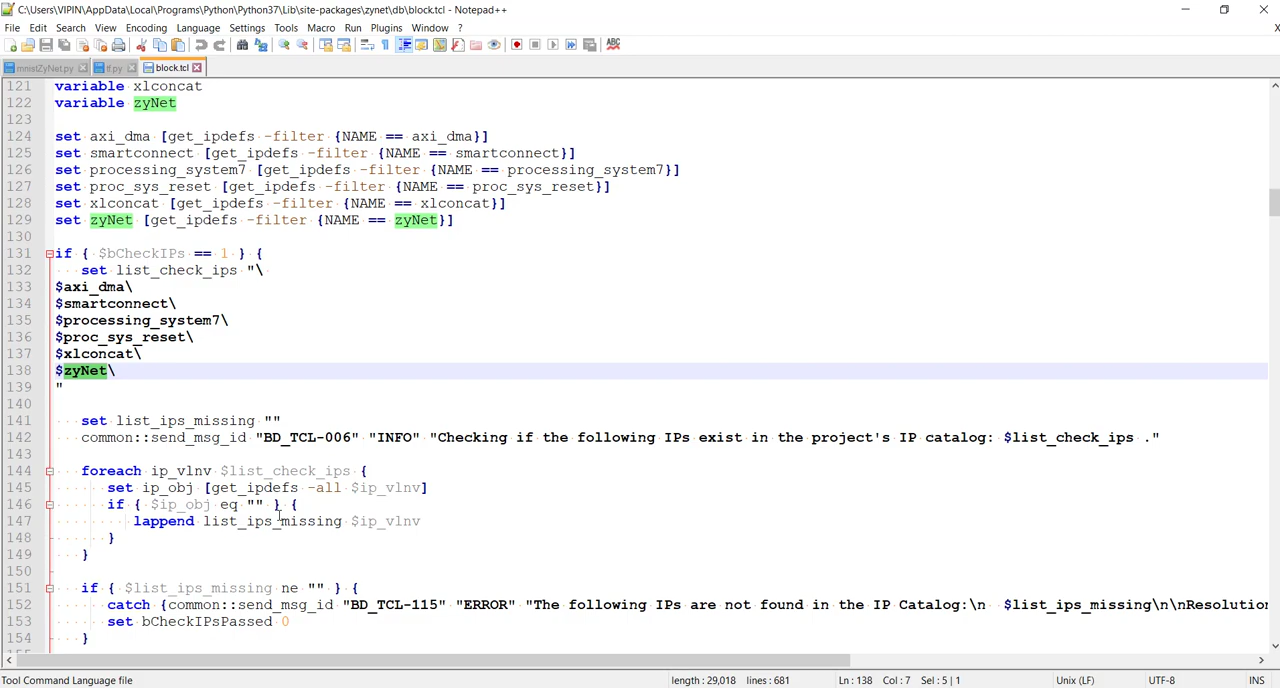 C:\Users\VIPIN\AppData\Local\Programs\Python\Python37\Lib\site-packages\zynet\db\block.tcl - Notepad++
File Edit Search View Encoding Language Settings Tools Macro Run Plugins Window ?
mnistZyNet.py tf.py block.tcl
121 variable xlconcat
122 variable zyNet
123
124 set axi_dma [get_ipdefs -filter {NAME == axi_dma}]
125 set smartconnect [get_ipdefs -filter {NAME == smartconnect}]
126 set processing_system7 [get_ipdefs -filter {NAME == processing_system7}]
127 set proc_sys_reset [get_ipdefs -filter {NAME == proc_sys_reset}]
128 set xlconcat [get_ipdefs -filter {NAME == xlconcat}]
129 set zyNet [get_ipdefs -filter {NAME == zyNet}]
130
131 if { $bCheckIPs == 1 } {
132 set list_check_ips "\
133 $axi_dma\
134 $smartconnect\
135 $processing_system7\
136 $proc_sys_reset\
137 $xlconcat\
138 $zyNet\
139 "
140
141 set list_ips_missing ""
142 common::send_msg_id "BD_TCL-006" "INFO" "Checking if the following IPs exist in the project's IP catalog: $list_check_ips ."
143
144 foreach ip_vlnv $list_check_ips {
145 set ip_obj [get_ipdefs -all $ip_vlnv]
146 if { $ip_obj eq "" } {
147 lappend list_ips_missing $ip_vlnv
148 }
149 }
150
151 if { $list_ips_missing ne "" } {
152 catch {common::send_msg_id "BD_TCL-115" "ERROR" "The following IPs are not found in the IP Catalog:\n $list_ips_missing\n\nResolution
153 set bCheckIPsPassed 0
154 }
Tool Command Language file length : 29,018 lines : 681 Ln : 138 Col : 7 Sel : 5 | 1 Unix (LF) UTF-8 INS